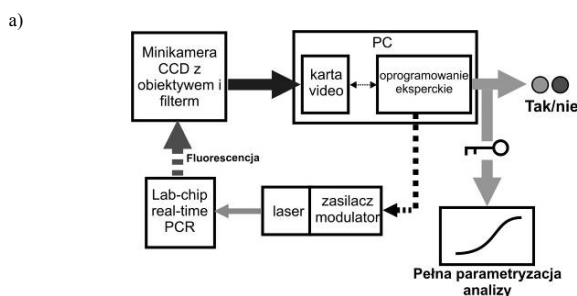 a)
Minikamera
CCD z
obiektywem i
filterm
PC
karta
video
oprogramowanie
eksperckie
Tak/nie
Fluorescencja
Lab-chip
real-time
PCR
laser
zasilacz
modulator
Pełna parametryzacja
analizy